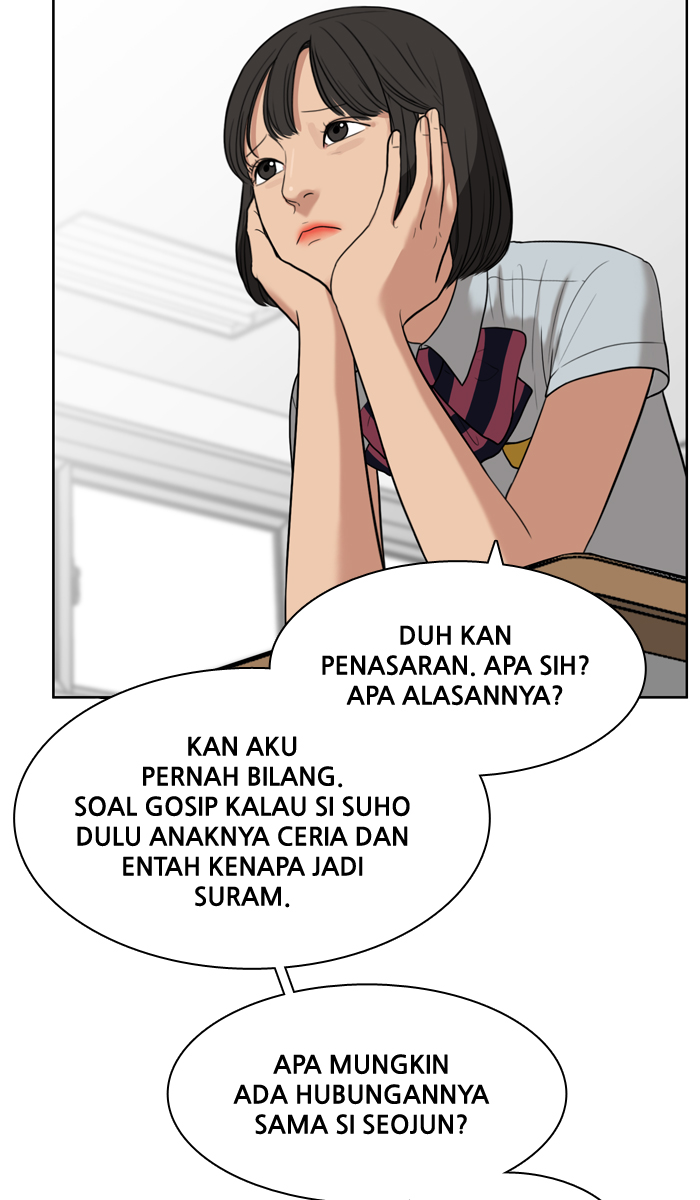 DUH KAN
PENASARAN. APA SIH?
APA ALASANNYA?
KAN AKU
PERNAH BILANG.
SOAL GOSIP KALAU SI SUHO
DULU ANAKNYA CERIA DAN
ENTAH KENAPA JADI
SURAM.
APA MUNGKIN
ADA HUBUNGANNYA
SAMA SI SEOJUN?